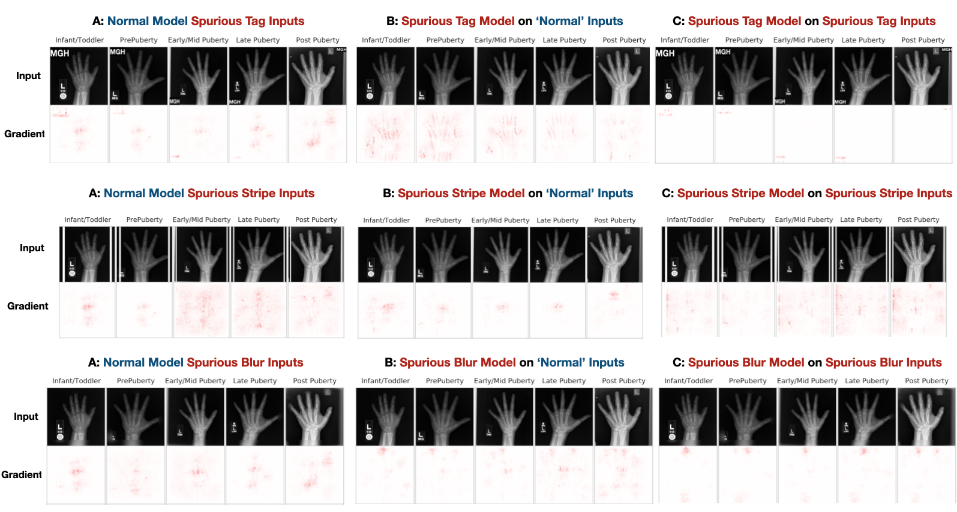 A: Normal Model Spurious Tag Inputs
B: Spurious Tag Model on ‘Normal’ Inputs
C: Spurious Tag Model on Spurious Tag Inputs
Infant/Toddler PrePuberty Early/Mid Puberty Late Puberty Post Puberty
Infant/Toddler PrePuberty Early/Mid Puberty Late Puberty Post Puberty
Infant/Toddler PrePuberty Early/Mid Puberty Late Puberty Post Puberty
Input
MGH MGH MGH MGH MGH
L L
MGH MGH MGH MGH MGH
Gradient
A: Normal Model Spurious Stripe Inputs
B: Spurious Stripe Model on ‘Normal’ Inputs
C: Spurious Stripe Model on Spurious Stripe Inputs
Infant/Toddler PrePuberty Early/Mid Puberty Late Puberty Post Puberty
Infant/Toddler PrePuberty Early/Mid Puberty Late Puberty Post Puberty
Infant/Toddler PrePuberty Early/Mid Puberty Late Puberty Post Puberty
Input
L L L
Gradient
A: Normal Model Spurious Blur Inputs
B: Spurious Blur Model on ‘Normal’ Inputs
C: Spurious Blur Model on Spurious Blur Inputs
Infant/Toddler PrePuberty Early/Mid Puberty Late Puberty Post Puberty
Infant/Toddler PrePuberty Early/Mid Puberty Late Puberty Post Puberty
Infant/Toddler PrePuberty Early/Mid Puberty Late Puberty Post Puberty
Input
L L L
Gradient